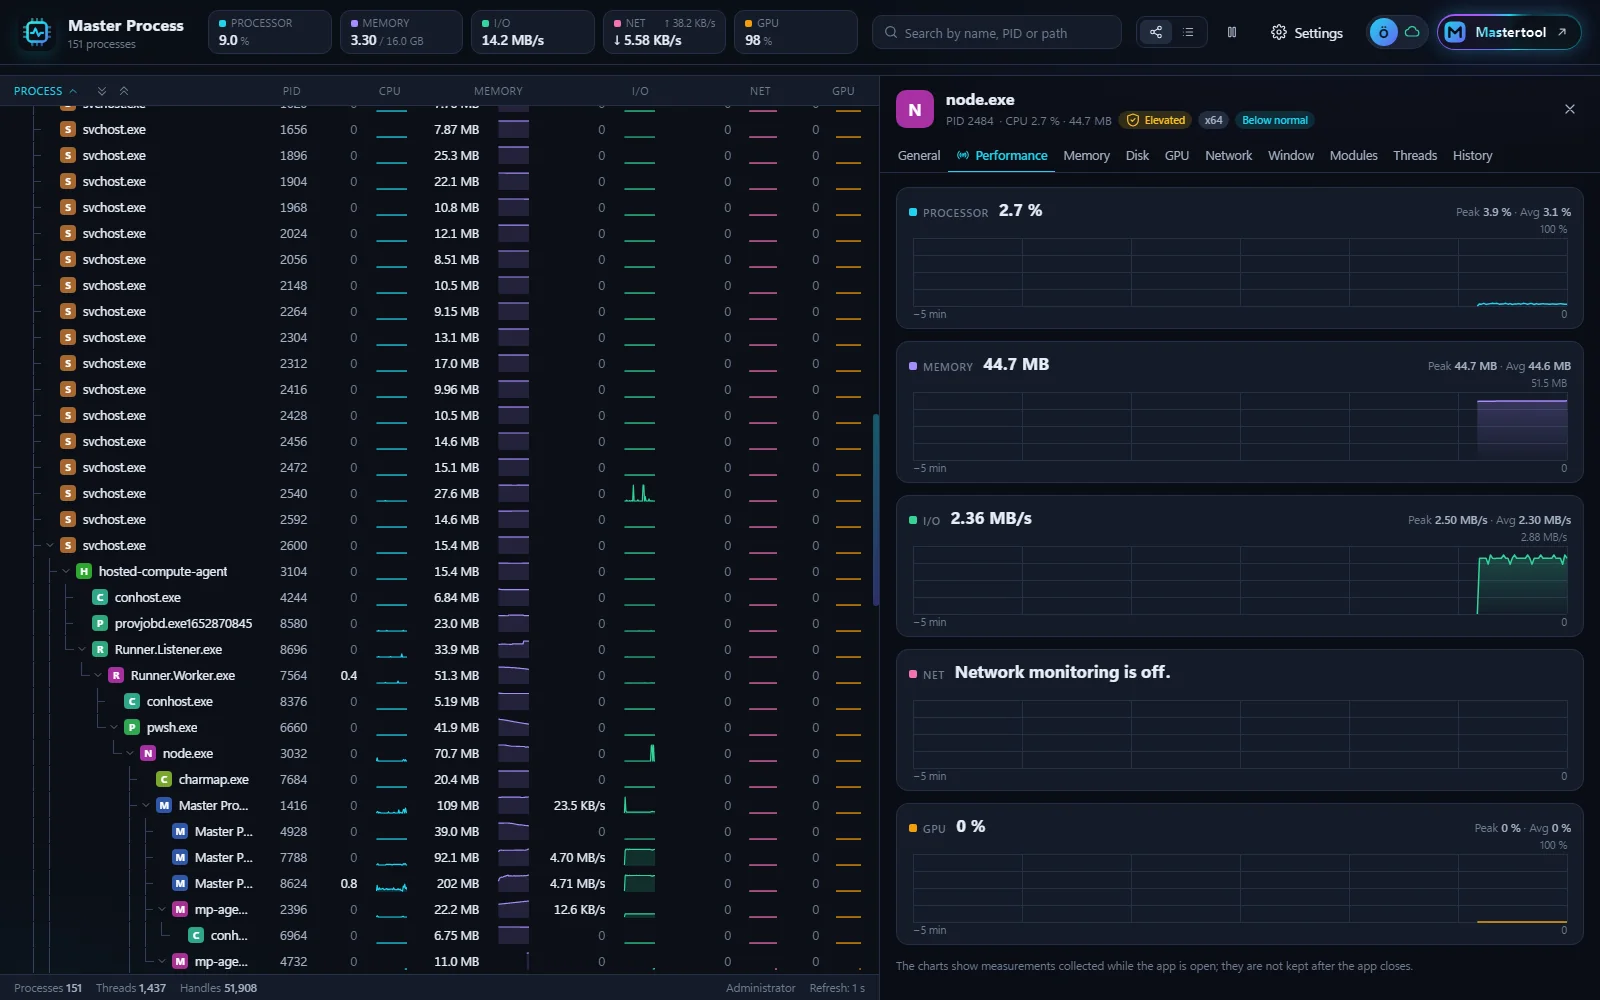 Master Process
151 processes
PROCESSOR
9.0 %
MEMORY
3.30 / 16.0 GB
I/O
14.2 MB/s
NET ↑ 38.2 KB/s
↓ 5.58 KB/s
GPU
98 %
Search by name, PID or path
Settings
ö
Mastertool ↗
PROCESS PID CPU MEMORY I/O NET GPU
S svchost.exe 1656 0 7.87 MB 0 0 0
S svchost.exe 1896 0 25.3 MB 0 0 0
S svchost.exe 1904 0 22.1 MB 0 0 0
S svchost.exe 1968 0 10.8 MB 0 0 0
S svchost.exe 2024 0 12.1 MB 0 0 0
S svchost.exe 2056 0 8.51 MB 0 0 0
S svchost.exe 2148 0 10.5 MB 0 0 0
S svchost.exe 2264 0 9.15 MB 0 0 0
S svchost.exe 2304 0 13.1 MB 0 0 0
S svchost.exe 2312 0 17.0 MB 0 0 0
S svchost.exe 2416 0 9.96 MB 0 0 0
S svchost.exe 2428 0 10.5 MB 0 0 0
S svchost.exe 2456 0 14.6 MB 0 0 0
S svchost.exe 2472 0 15.1 MB 0 0 0
S svchost.exe 2540 0 27.6 MB 0 0 0
S svchost.exe 2592 0 14.6 MB 0 0 0
S svchost.exe 2600 0 15.4 MB 0 0 0
H hosted-compute-agent 3104 0 15.4 MB 0 0 0
C conhost.exe 4244 0 6.84 MB 0 0 0
P provjobd.exe1652870845 8580 0 23.0 MB 0 0 0
R Runner.Listener.exe 8696 0 33.9 MB 0 0 0
R Runner.Worker.exe 7564 0.4 51.3 MB 0 0 0
C conhost.exe 8376 0 5.19 MB 0 0 0
P pwsh.exe 6660 0 41.9 MB 0 0 0
N node.exe 3032 0 70.7 MB 0 0 0
C charmap.exe 7684 0 20.4 MB 0 0 0
M Master Pro... 1416 0 109 MB 23.5 KB/s 0 0
M Master P... 4928 0 39.0 MB 0 0 0
M Master P... 7788 0 92.1 MB 4.70 MB/s 0 0
M Master P... 8624 0.8 202 MB 4.71 MB/s 0 0
M mp-age... 2396 0 22.2 MB 12.6 KB/s 0 0
C conh... 6964 0 6.75 MB 0 0 0
M mp-age... 4732 0 11.0 MB 0 0 0
Processes 151 Threads 1,437 Handles 51,908 Administrator Refresh: 1 s
N
node.exe
PID 2484 · CPU 2.7 % · 44.7 MB Elevated x64 Below normal
General Performance Memory Disk GPU Network Window Modules Threads History
PROCESSOR 2.7 % Peak 3.9 % · Avg 3.1 %
100 %
−5 min 0
MEMORY 44.7 MB Peak 44.7 MB · Avg 44.6 MB
51.5 MB
−5 min 0
I/O 2.36 MB/s Peak 2.50 MB/s · Avg 2.30 MB/s
2.88 MB/s
−5 min 0
NET Network monitoring is off.
−5 min 0
GPU 0 % Peak 0 % · Avg 0 %
100 %
−5 min 0
The charts show measurements collected while the app is open; they are not kept after the app closes.